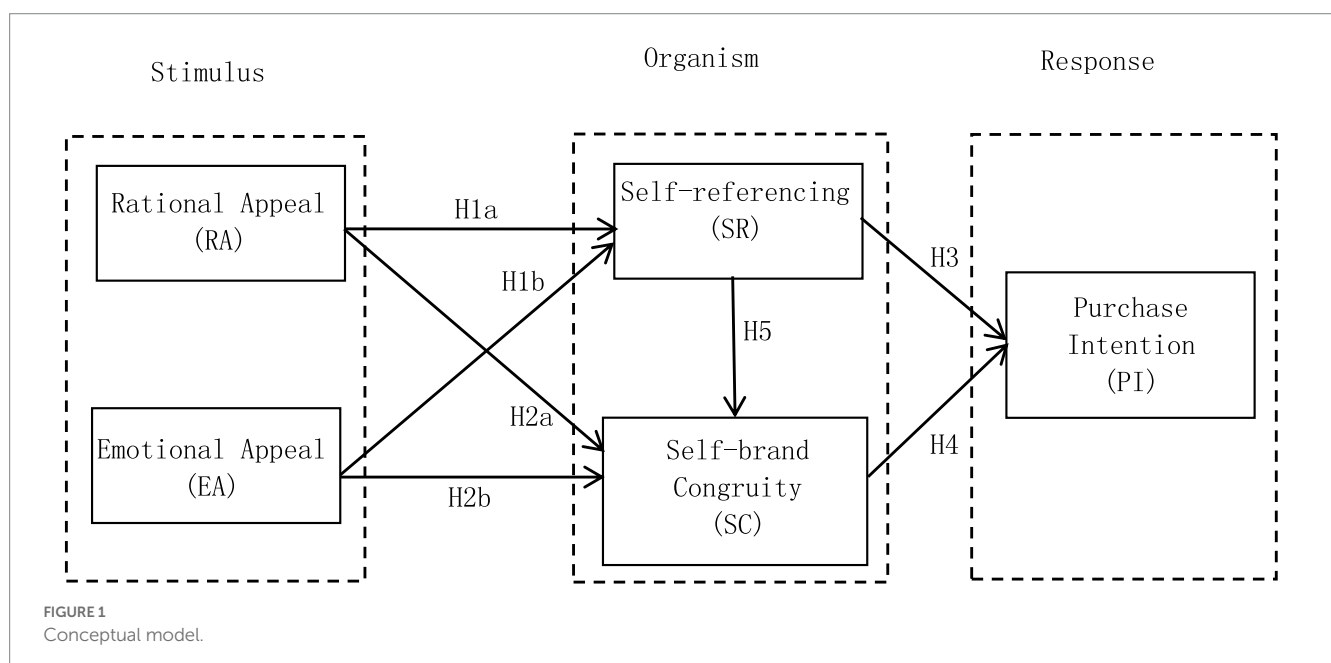 Stimulus
Organism
Response
Rational Appeal
(RA)
H1a
Self-referencing
(SR)
H1b
H3
H5
Purchase
Intention
(PI)
Emotional Appeal
(EA)
H2a
H2b
Self-brand
Congruity
(SC)
H4
FIGURE 1
Conceptual model.